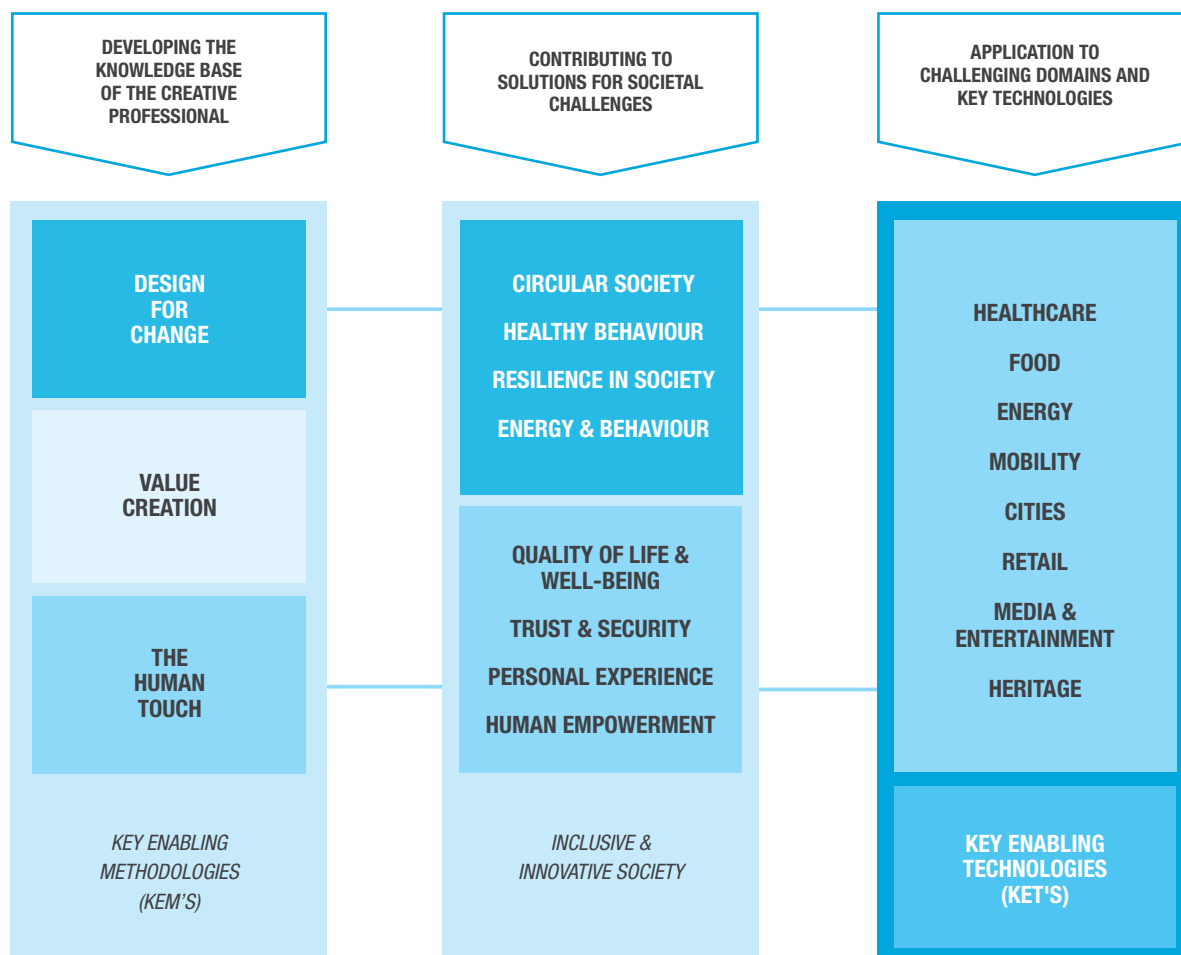 DEVELOPING THE
KNOWLEDGE BASE
OF THE CREATIVE
PROFESSIONAL
CONTRIBUTING TO
SOLUTIONS FOR SOCIETAL
CHALLENGES
APPLICATION TO
CHALLENGING DOMAINS AND
KEY TECHNOLOGIES
DESIGN
FOR
CHANGE
VALUE
CREATION
THE
HUMAN
TOUCH
KEY ENABLING
METHODOLOGIES
(KEM'S)
CIRCULAR SOCIETY
HEALTHY BEHAVIOUR
RESILIENCE IN SOCIETY
ENERGY & BEHAVIOUR
QUALITY OF LIFE &
WELL-BEING
TRUST & SECURITY
PERSONAL EXPERIENCE
HUMAN EMPOWERMENT
INCLUSIVE &
INNOVATIVE SOCIETY
HEALTHCARE
FOOD
ENERGY
MOBILITY
CITIES
RETAIL
MEDIA &
ENTERTAINMENT
HERITAGE
KEY ENABLING
TECHNOLOGIES
(KET'S)